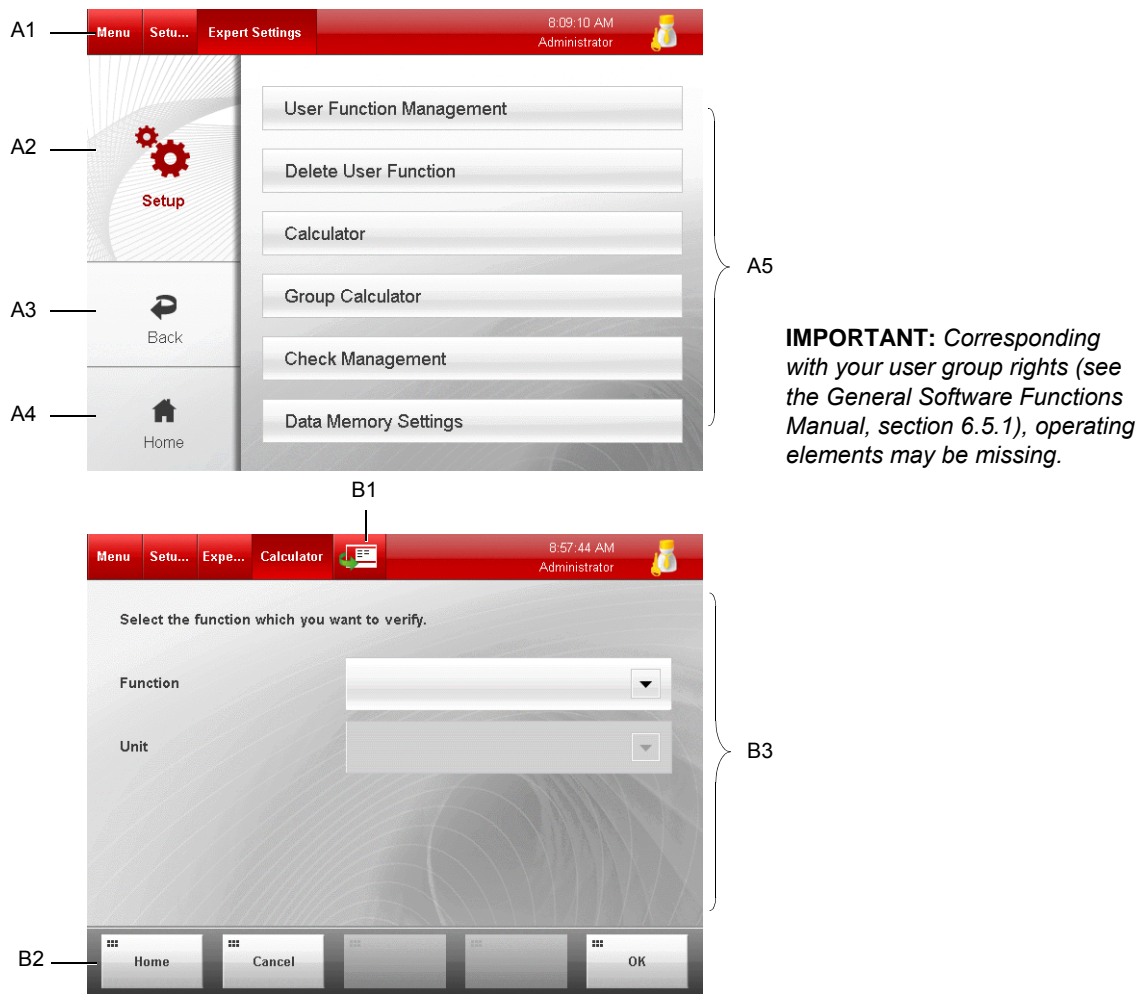 A1
Menu Setu... Expert Settings
8:09:10 AM
Administrator
A2
Setup
A3
Back
A4
Home
User Function Management
Delete User Function
Calculator
Group Calculator
Check Management
Data Memory Settings
A5
IMPORTANT: Corresponding
with your user group rights (see
the General Software Functions
Manual, section 6.5.1), operating
elements may be missing.
B1
Menu Setu... Expe... Calculator
8:57:44 AM
Administrator
Select the function which you want to verify.
Function
Unit
B3
B2
Home Cancel OK